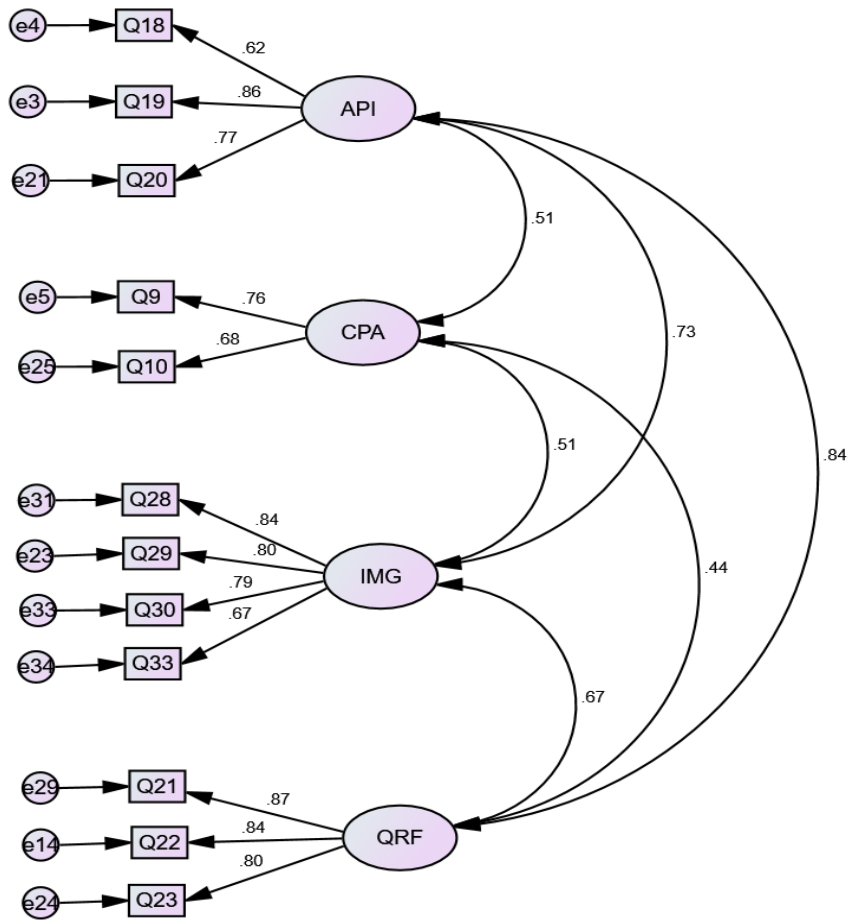 e4
Q18
.62
e3
Q19
.86
API
.77
e21
Q20
.51
e5
Q9
.76
CPA
.73
.68
e25
Q10
.51
.84
e31
Q28
.84
e23
Q29
.80
.44
IMG
.79
e33
Q30
.67
e34
Q33
.67
e29
Q21
.87
e14
Q22
.84
QRF
.80
e24
Q23